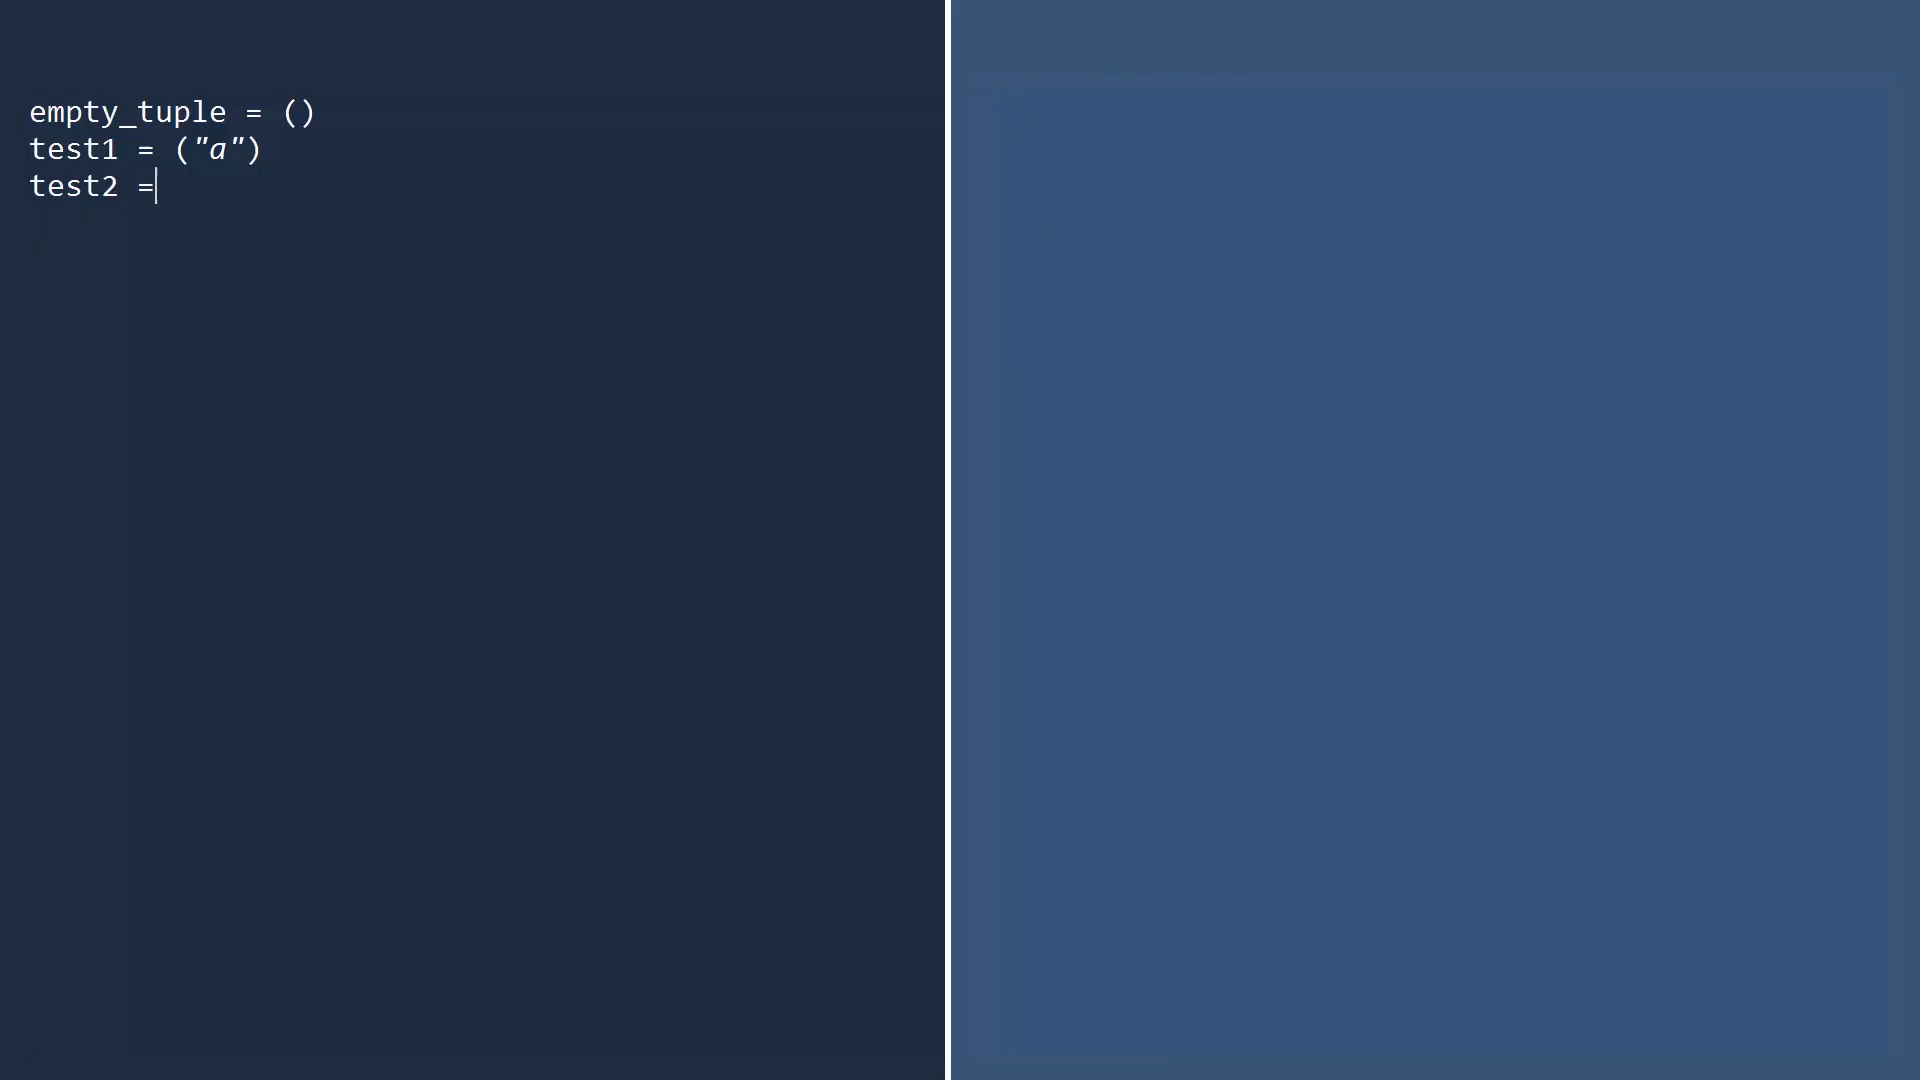 empty_tuple = ()
test1 = ("a")
test2 =